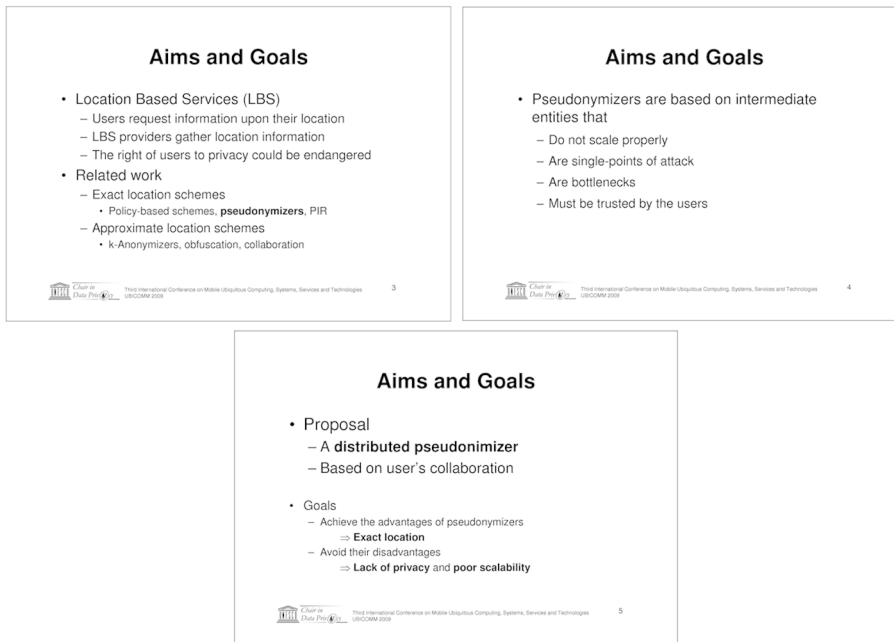 Aims and Goals
• Location Based Services (LBS)
– Users request information upon their location
– LBS providers gather location information
– The right of users to privacy could be endangered
• Related work
– Exact location schemes
• Policy-based schemes, pseudonymizers, PIR
– Approximate location schemes
• k-Anonymizers, obfuscation, collaboration
UNESCO
Chair in
Data Privacy
Third International Conference on Mobile Ubiquitous Computing, Systems, Services and Technologies
UBICOMM 2009
3
Aims and Goals
• Pseudonymizers are based on intermediate
entities that
– Do not scale properly
– Are single-points of attack
– Are bottlenecks
– Must be trusted by the users
UNESCO
Chair in
Data Privacy
Third International Conference on Mobile Ubiquitous Computing, Systems, Services and Technologies
UBICOMM 2009
4
Aims and Goals
• Proposal
– A distributed pseudonimizer
– Based on user's collaboration
• Goals
– Achieve the advantages of pseudonymizers
⇒ Exact location
– Avoid their disadvantages
⇒ Lack of privacy and poor scalability
UNESCO
Chair in
Data Privacy
Third International Conference on Mobile Ubiquitous Computing, Systems, Services and Technologies
UBICOMM 2009
5